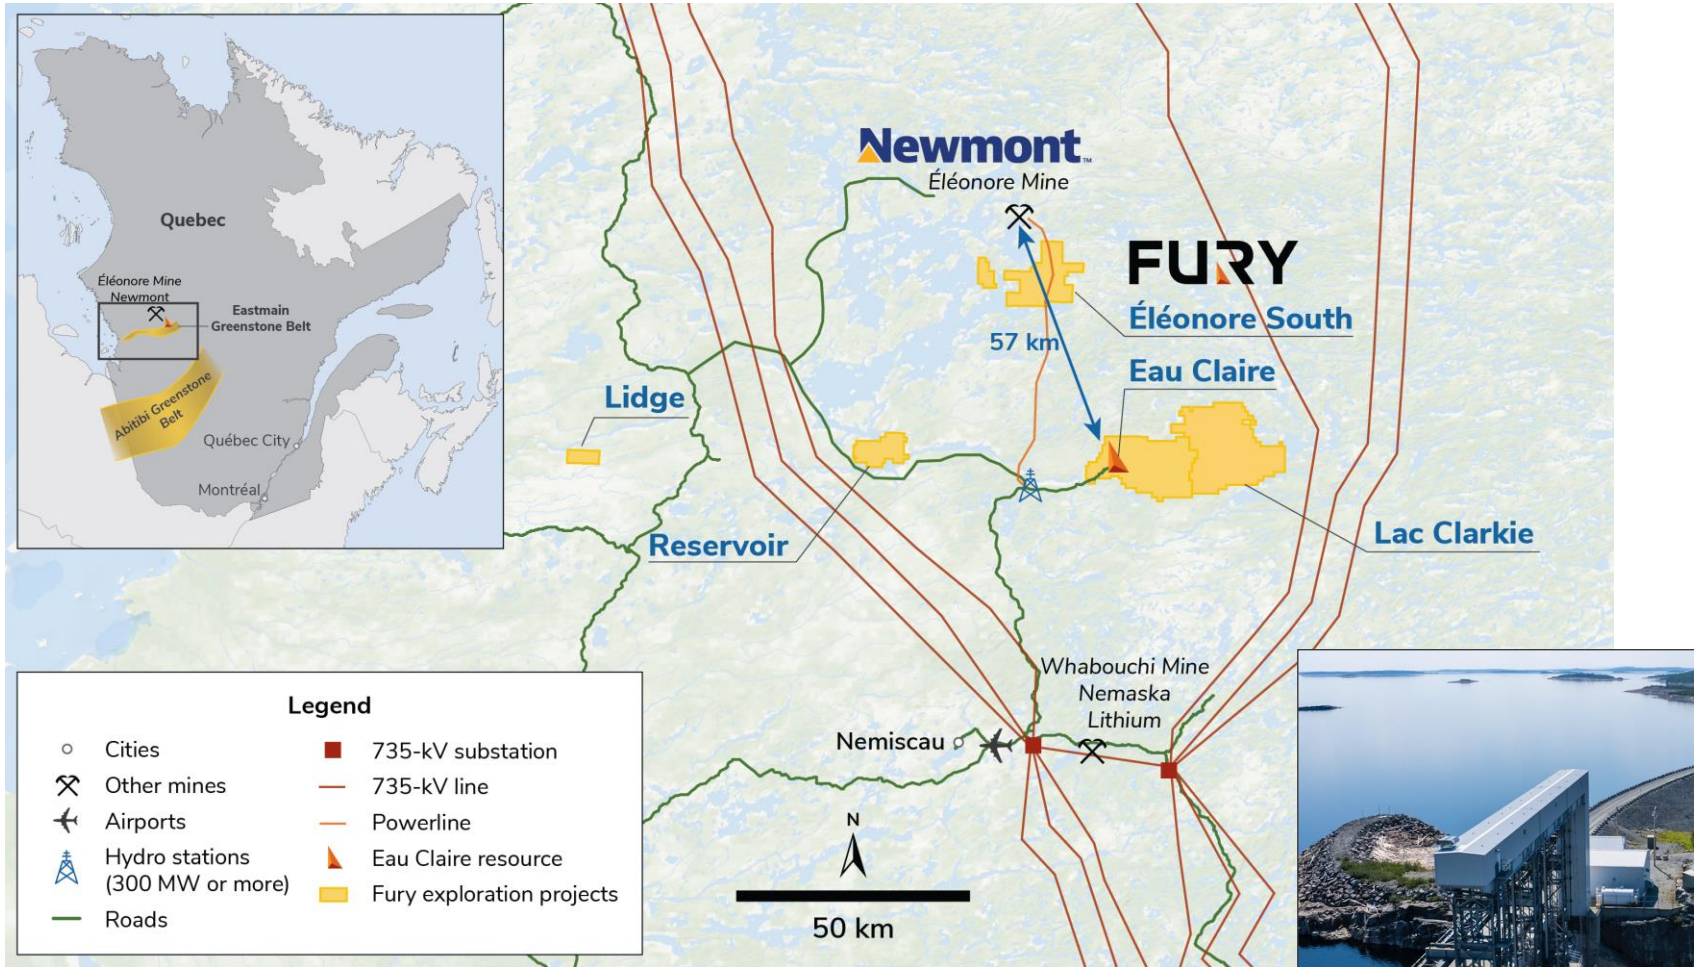 Quebec
Éléonore Mine
Newmont
Eastmain
Greenstone Belt
Abitibi Greenstone
Belt
Québec City
Montréal
Newmont™
Éléonore Mine
FURY
Éléonore South
57 km
Eau Claire
Lidge
Reservoir
Lac Clarkie
Whabouchi Mine
Nemaska
Lithium
Nemiscau
N
50 km
Legend
Cities
Other mines
Airports
Hydro stations
(300 MW or more)
Roads
735-kV substation
735-kV line
Powerline
Eau Claire resource
Fury exploration projects